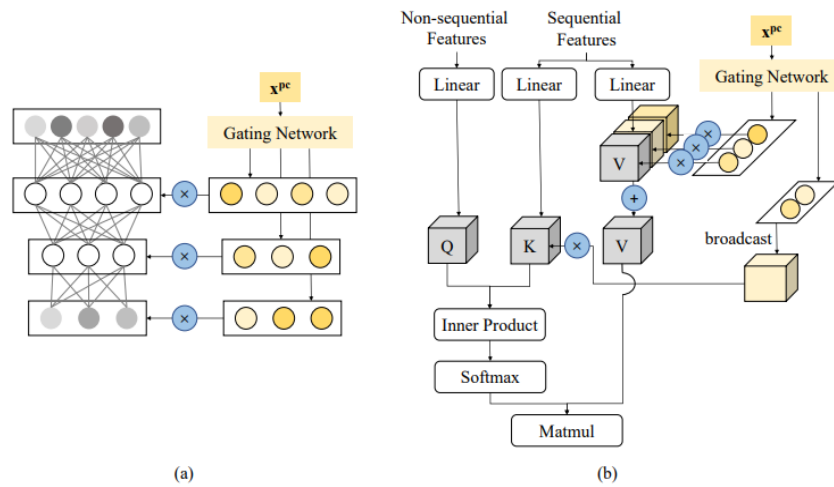 x^pc
Gating Network
×
×
×
(a)
Non-sequential
Features
Sequential
Features
x^pc
Gating Network
Linear
Linear
Linear
×
×
×
V
+
broadcast
Q
K
×
V
Inner Product
Softmax
Matmul
(b)